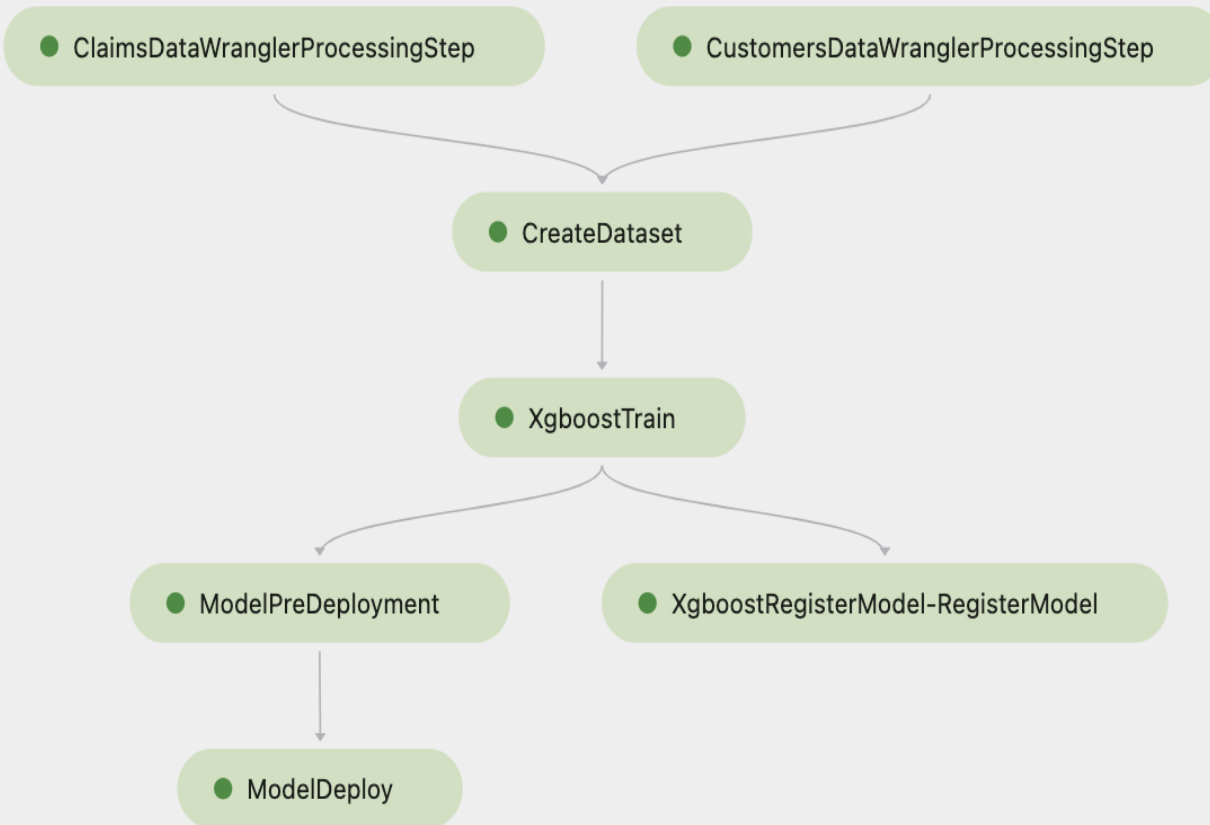 ClaimsDataWranglerProcessingStep
CustomersDataWranglerProcessingStep
CreateDataset
XgboostTrain
ModelPreDeployment
XgboostRegisterModel-RegisterModel
ModelDeploy